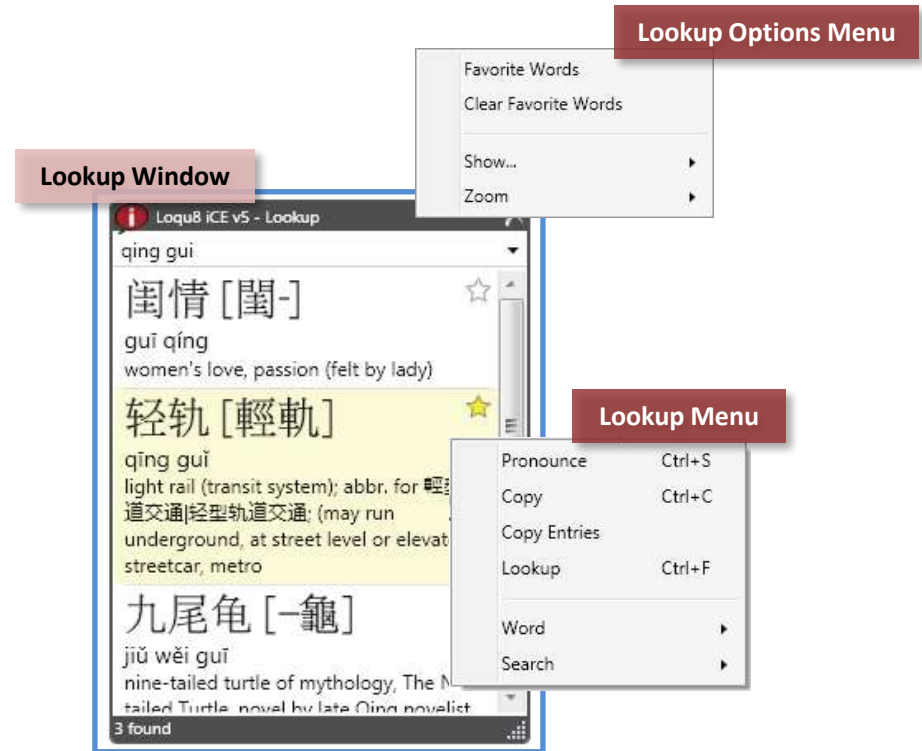 Lookup Options Menu
Favorite Words
Clear Favorite Words
Show...
Zoom
Lookup Window
Loqu8 iCE v5 - Lookup
qing gui
闺情 [閨-]
guī qíng
women's love, passion (felt by lady)
轻轨 [輕軌]
qīng guǐ
light rail (transit system); abbr. for 輕
道交通|轻型轨道交通; (may run
underground, at street level or elevat
streetcar, metro
九尾龟 [-龜]
jiǔ wěi guī
nine-tailed turtle of mythology, The N
tailed Turtle, novel by late Qing novelist
3 found
Lookup Menu
Pronounce Ctrl+S
Copy Ctrl+C
Copy Entries
Lookup Ctrl+F
Word
Search